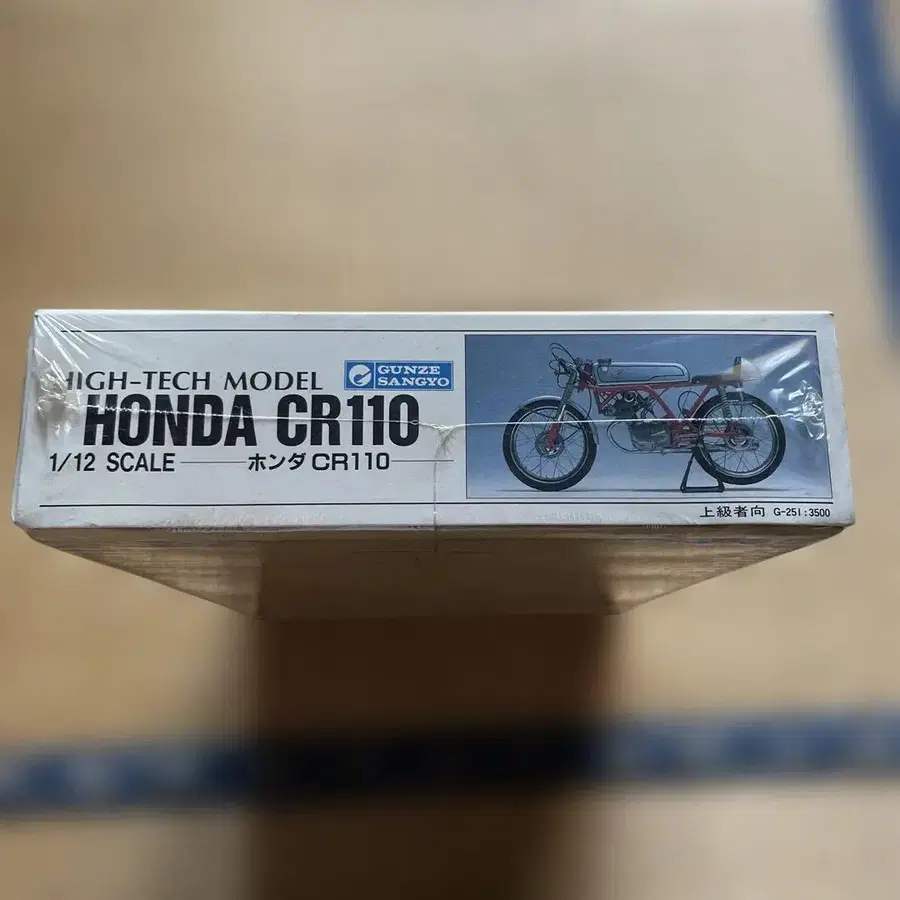 HIGH-TECH MODEL
GUNZE
SANGYO
HONDA CR110
1/12 SCALE
ホンダ CR110
上級者向 G-251:3500